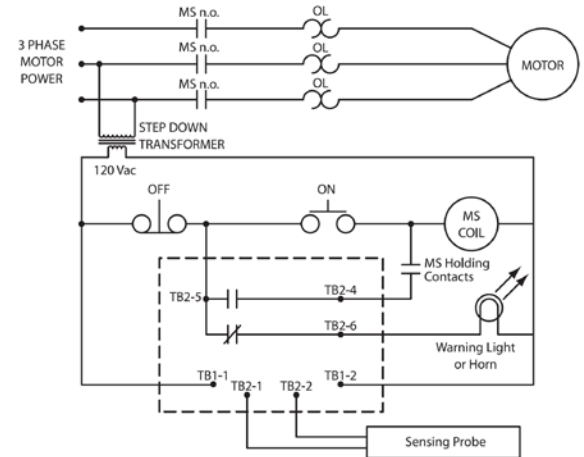 MS n.o.
OL
3 PHASE
MOTOR
POWER
MS n.o.
OL
MOTOR
MS n.o.
OL
STEP DOWN
TRANSFORMER
120 Vac
OFF
ON
MS
COIL
MS Holding
Contacts
TB2-5
TB2-4
TB2-6
Warning Light
or Horn
TB1-1
TB2-1
TB2-2
TB1-2
Sensing Probe